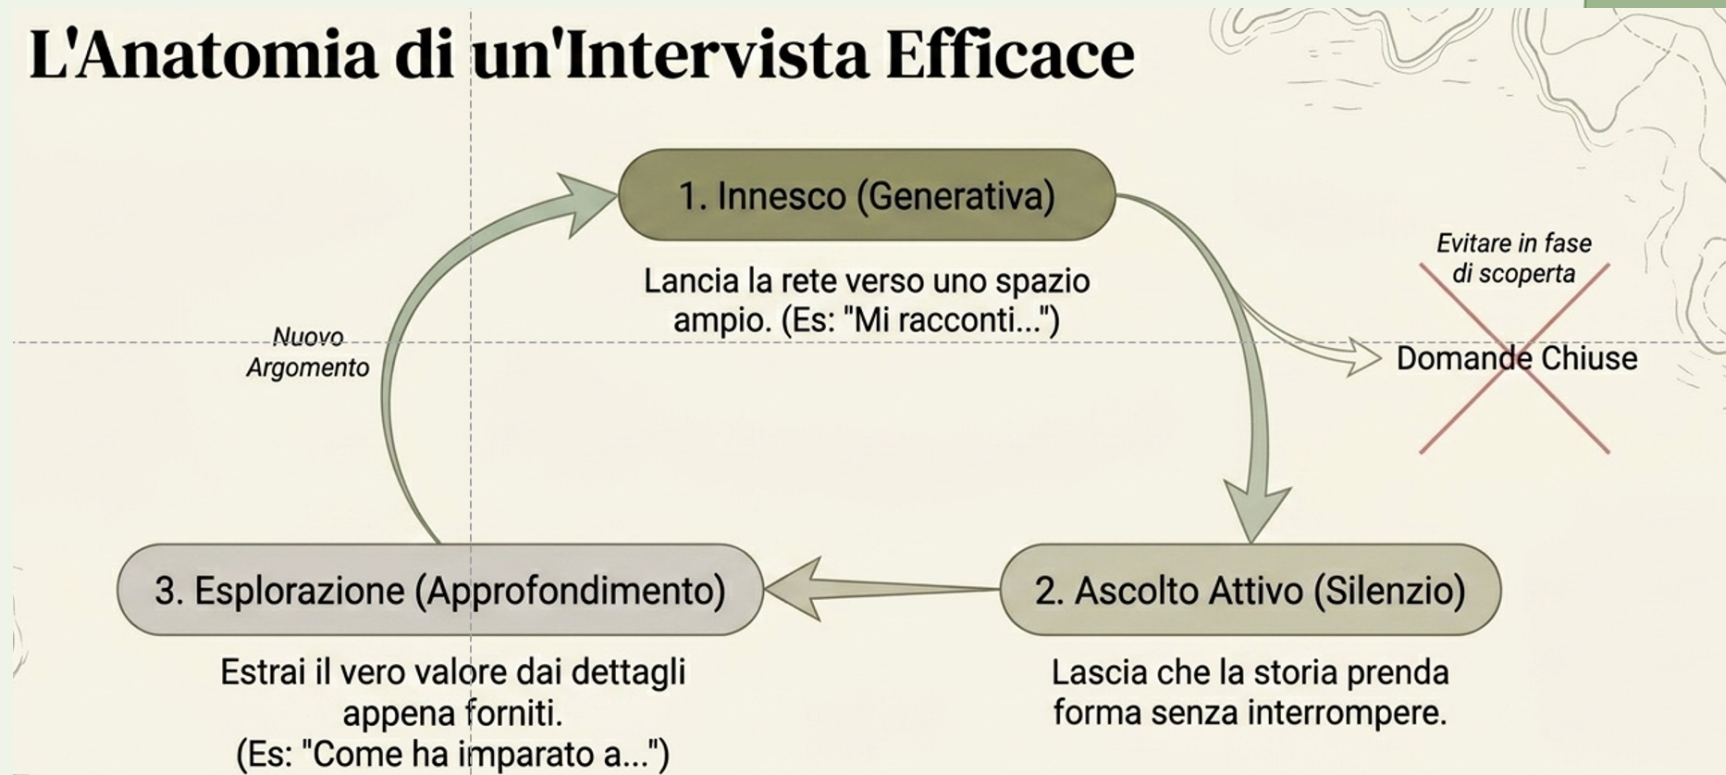 L'Anatomia di un'Intervista Efficace
1. Innesco (Generativa)
Lancia la rete verso uno spazio
ampio. (Es: "Mi racconti...")
Evitare in fase
di scoperta
Domande Chiuse
Nuovo
Argomento
2. Ascolto Attivo (Silenzio)
Lascia che la storia prenda
forma senza interrompere.
3. Esplorazione (Approfondimento)
Estrai il vero valore dai dettagli
appena forniti.
(Es: "Come ha imparato a...")